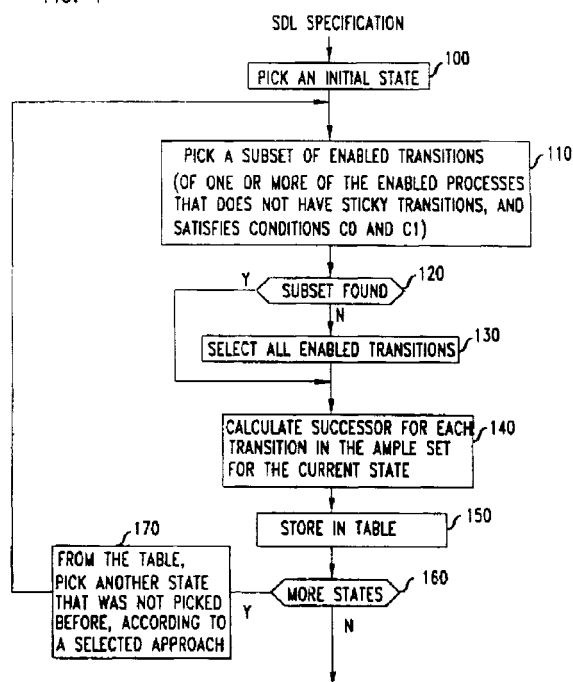 SDL SPECIFICATION
100
PICK AN INITIAL STATE
110
PICK A SUBSET OF ENABLED TRANSITIONS
(OF ONE OR MORE OF THE ENABLED PROCESSES
THAT DOES NOT HAVE STICKY TRANSITIONS, AND
SATISFIES CONDITIONS C0 AND C1)
120
Y
SUBSET FOUND
N
130
SELECT ALL ENABLED TRANSITIONS
CALCULATE SUCCESSOR FOR EACH
TRANSITION IN THE AMPLE SET
FOR THE CURRENT STATE
140
150
STORE IN TABLE
170
FROM THE TABLE,
PICK ANOTHER STATE
THAT WAS NOT PICKED
BEFORE, ACCORDING TO
A SELECTED APPROACH
160
MORE STATES
Y
N